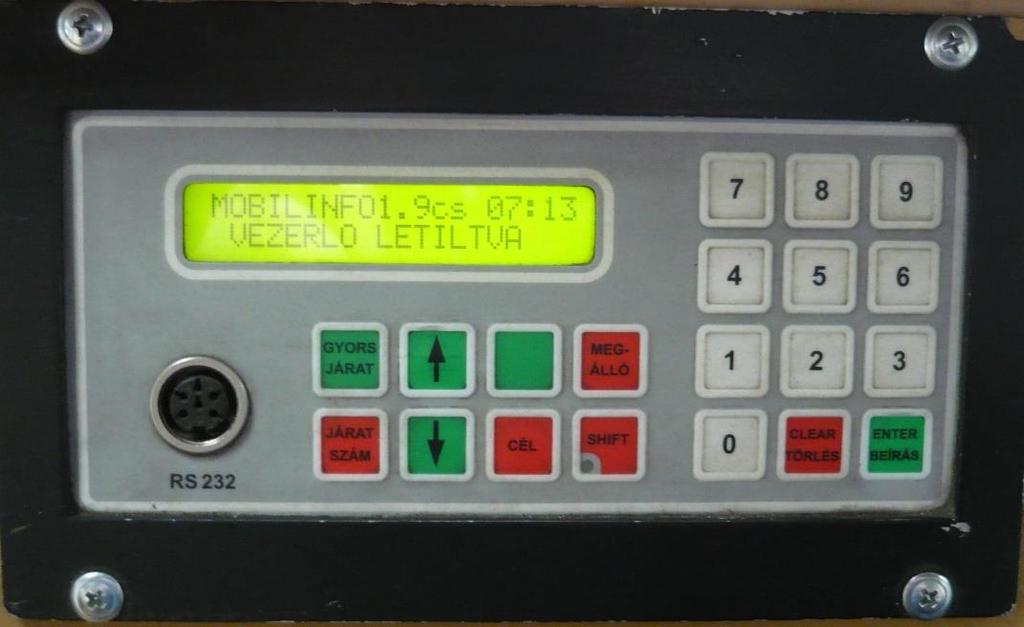 MOBILINFO1.9cs 07:13
VEZERLO LETILTVA
7 8 9
4 5 6
GYORS
JÁRAT
MEG-
ÁLLÓ
1 2 3
JÁRAT
SZÁM
CÉL
SHIFT
0
CLEAR
TÖRLÉS
ENTER
BEÍRÁS
RS 232